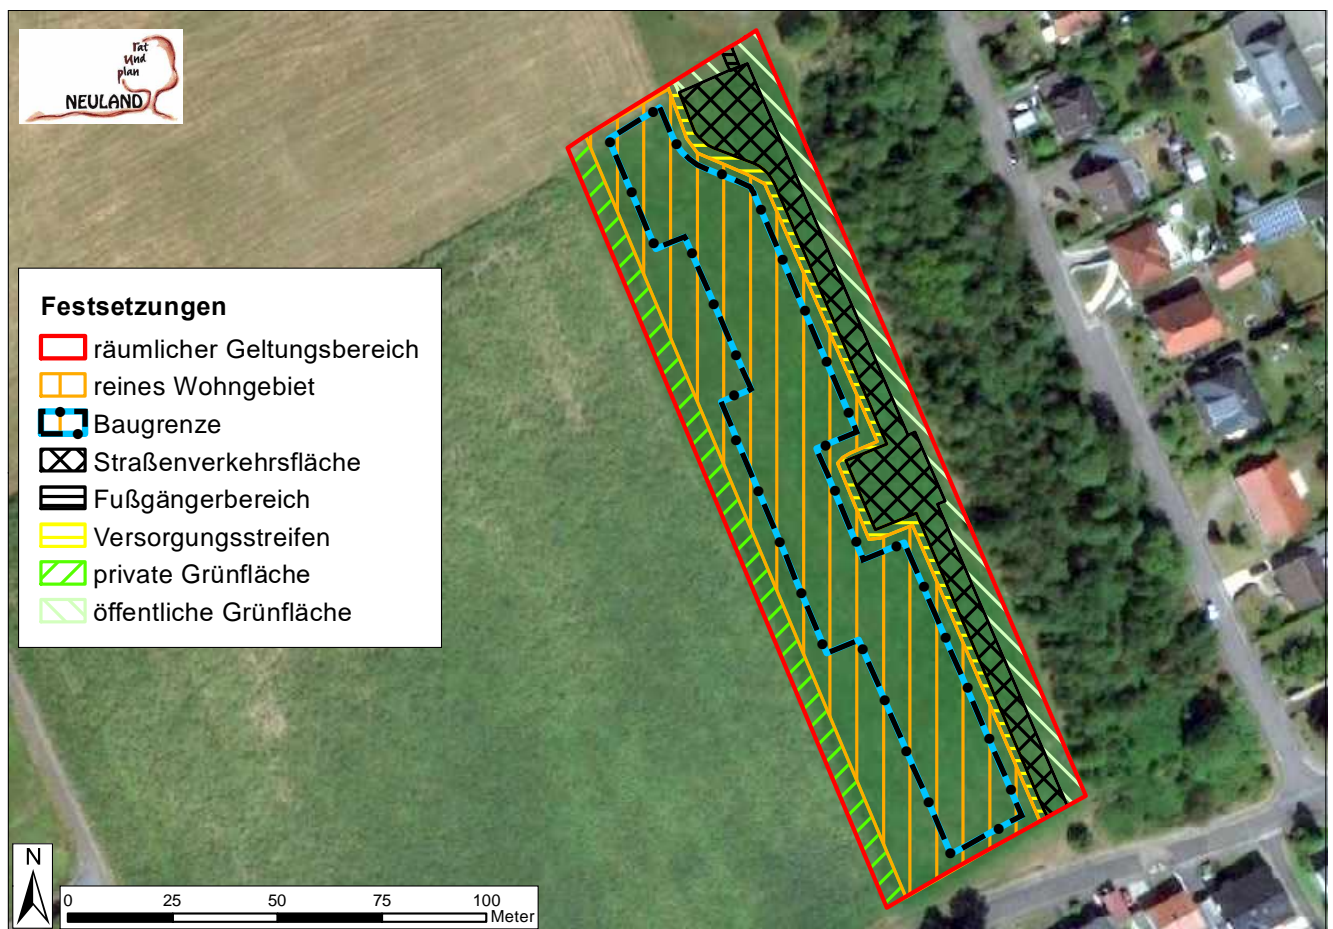 rat
und
plan
NEULAND
Festsetzungen
räumlicher Geltungsbereich
reines Wohngebiet
Baugrenze
Straßenverkehrsfläche
Fußgängerbereich
Versorgungsstreifen
private Grünfläche
öffentliche Grünfläche
N
0 25 50 75 100
Meter